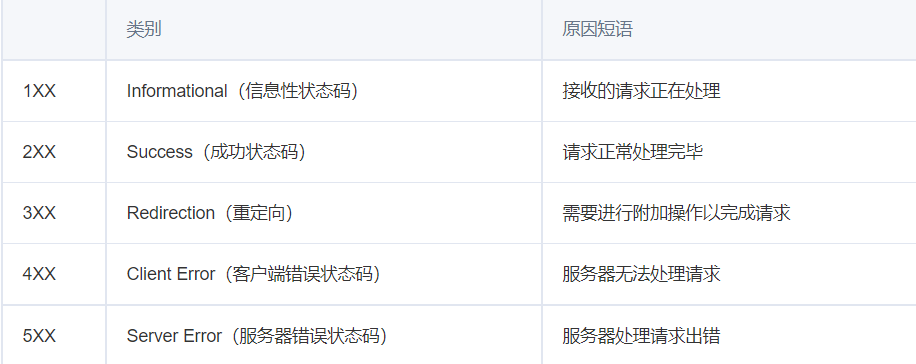 类别 原因短语
1XX Informational（信息性状态码） 接收的请求正在处理
2XX Success（成功状态码） 请求正常处理完毕
3XX Redirection（重定向） 需要进行附加操作以完成请求
4XX Client Error（客户端错误状态码） 服务器无法处理请求
5XX Server Error（服务器错误状态码） 服务器处理请求出错